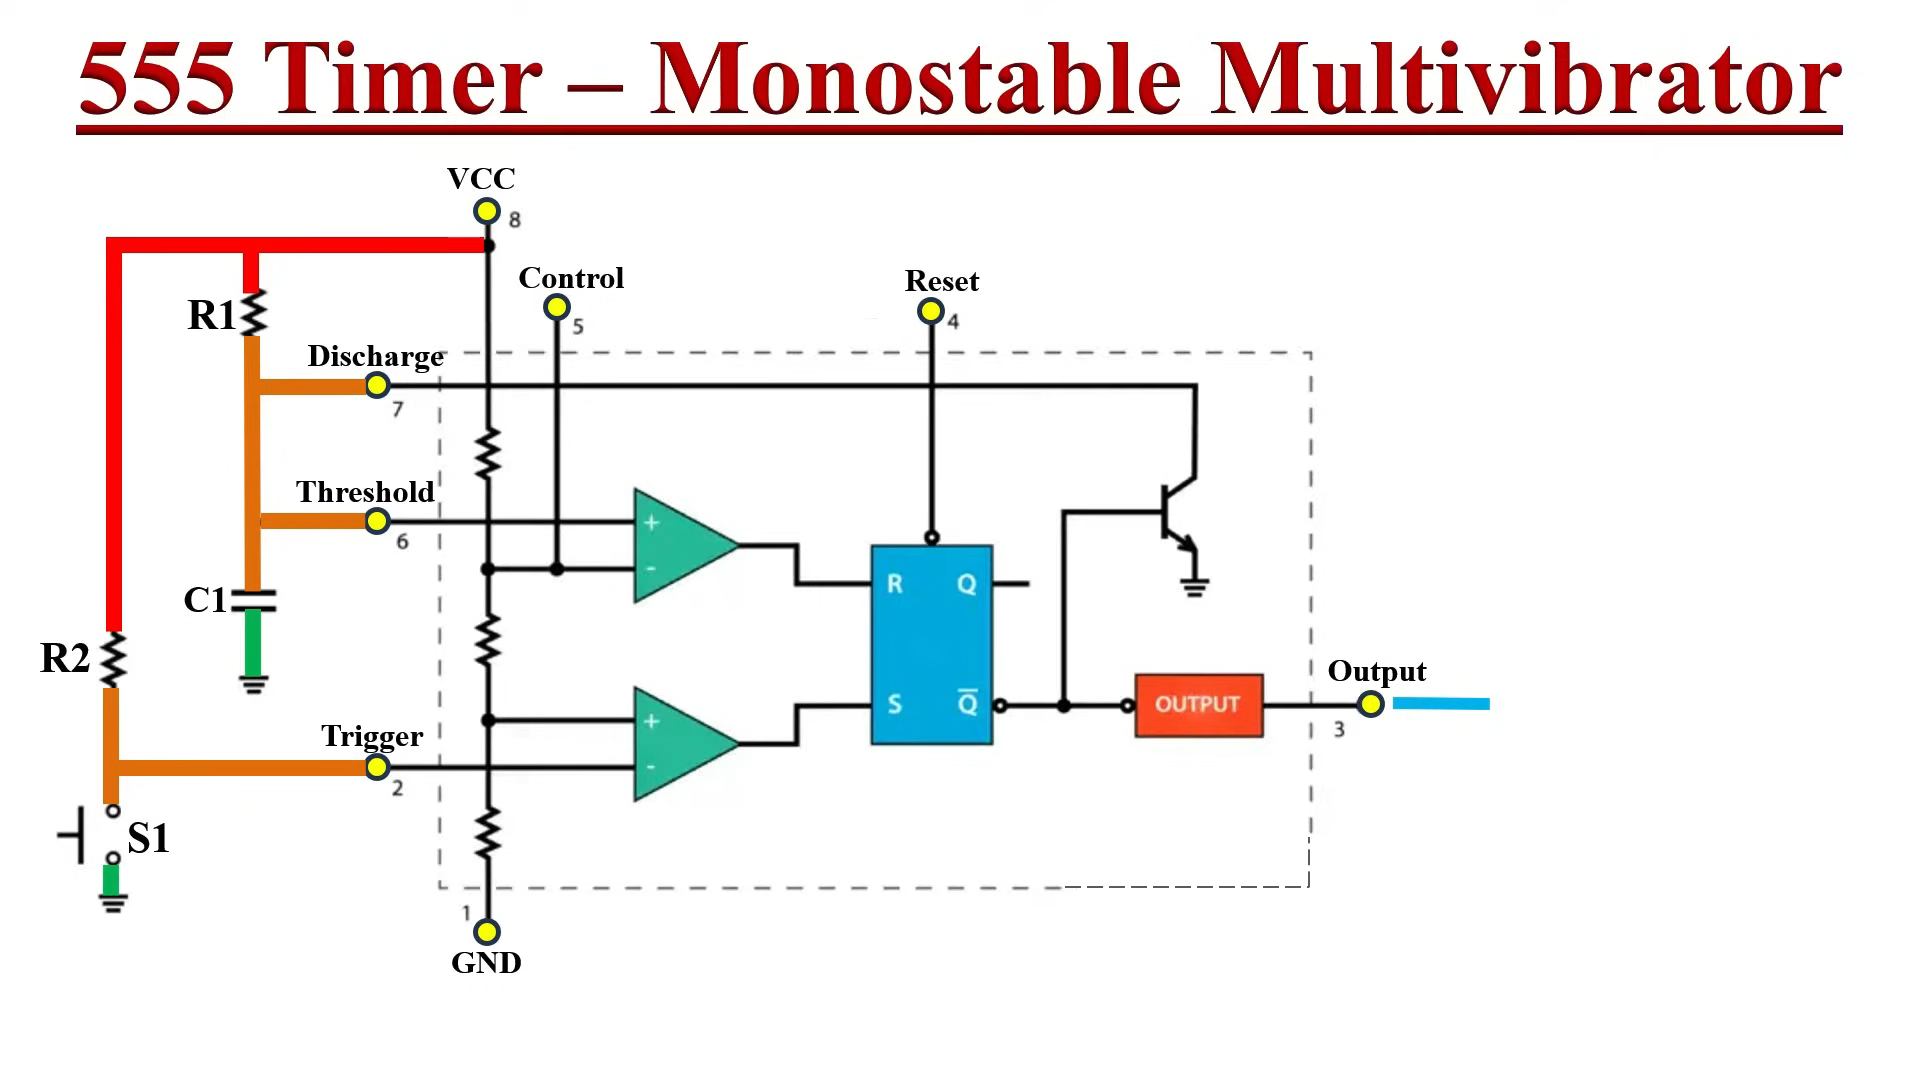 555 Timer – Monostable Multivibrator
VCC
8
Control
5
Reset
4
R1
Discharge
7
Threshold
6
+
-
C1
R Q
R2
S Q̅
OUTPUT
Output
3
Trigger
2
+
-
S1
1
GND